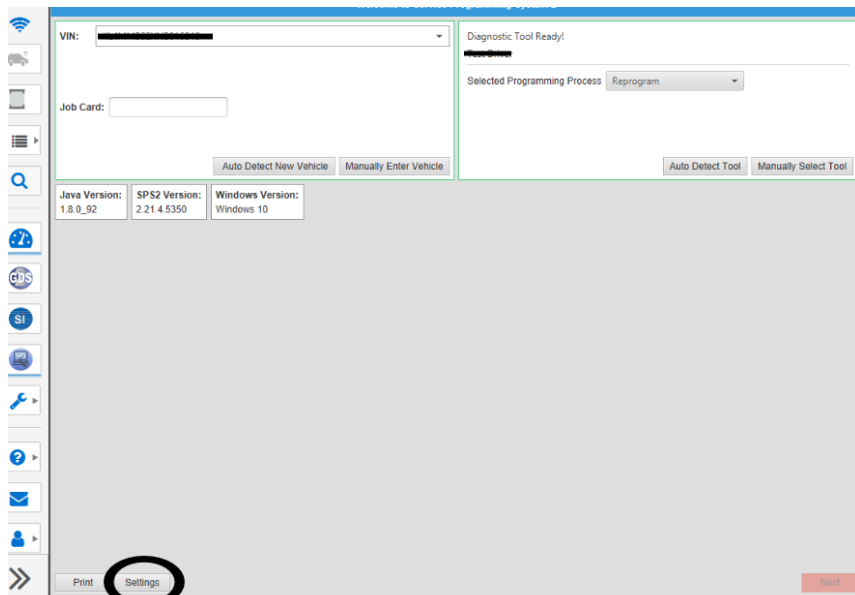 VIN:
Job Card:
Auto Detect New Vehicle Manually Enter Vehicle
Diagnostic Tool Ready!
Selected Programming Process Reprogram
Auto Detect Tool Manually Select Tool
Java Version: SPS2 Version: Windows Version:
1.8.0_92 2.21.4.5350 Windows 10
GDS
SI
Print Settings Next